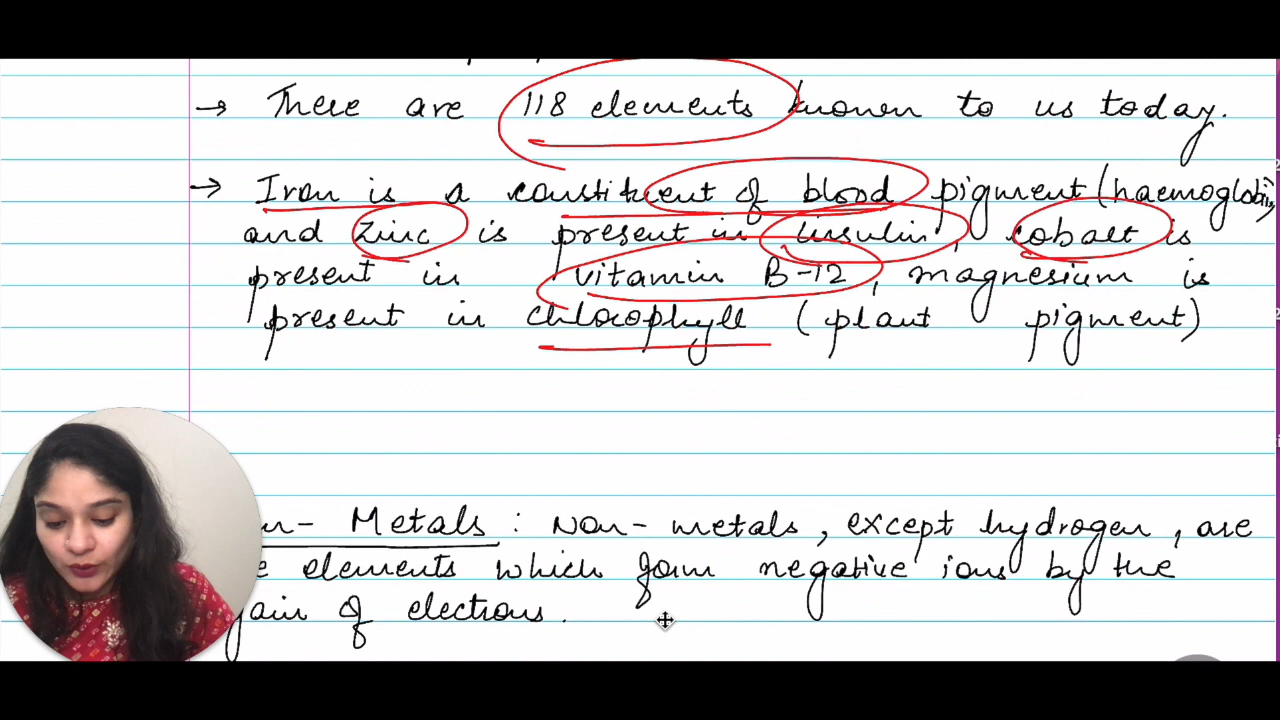 → There are 118 elements known to us today.
→ Iron is a constituent of blood pigment (haemoglobin)
and zinc is present in insulin, cobalt is
present in vitamin B-12, magnesium is
present in chlorophyll (plant pigment)
Metals : Non-metals, except hydrogen, are
elements which form negative ions by the
gain of electrons.